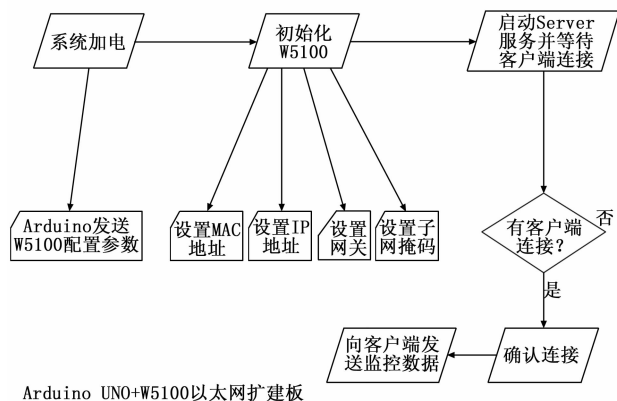 系统加电
初始化
W5100
启动Server
服务并等待
客户端连接
Arduino发送
W5100配置参数
设置MAC
地址
设置IP
地址
设置
网关
设置子
网掩码
有客户端
连接？
否
是
向客户端发
送监控数据
确认连接
Arduino UNO+W5100以太网扩建板